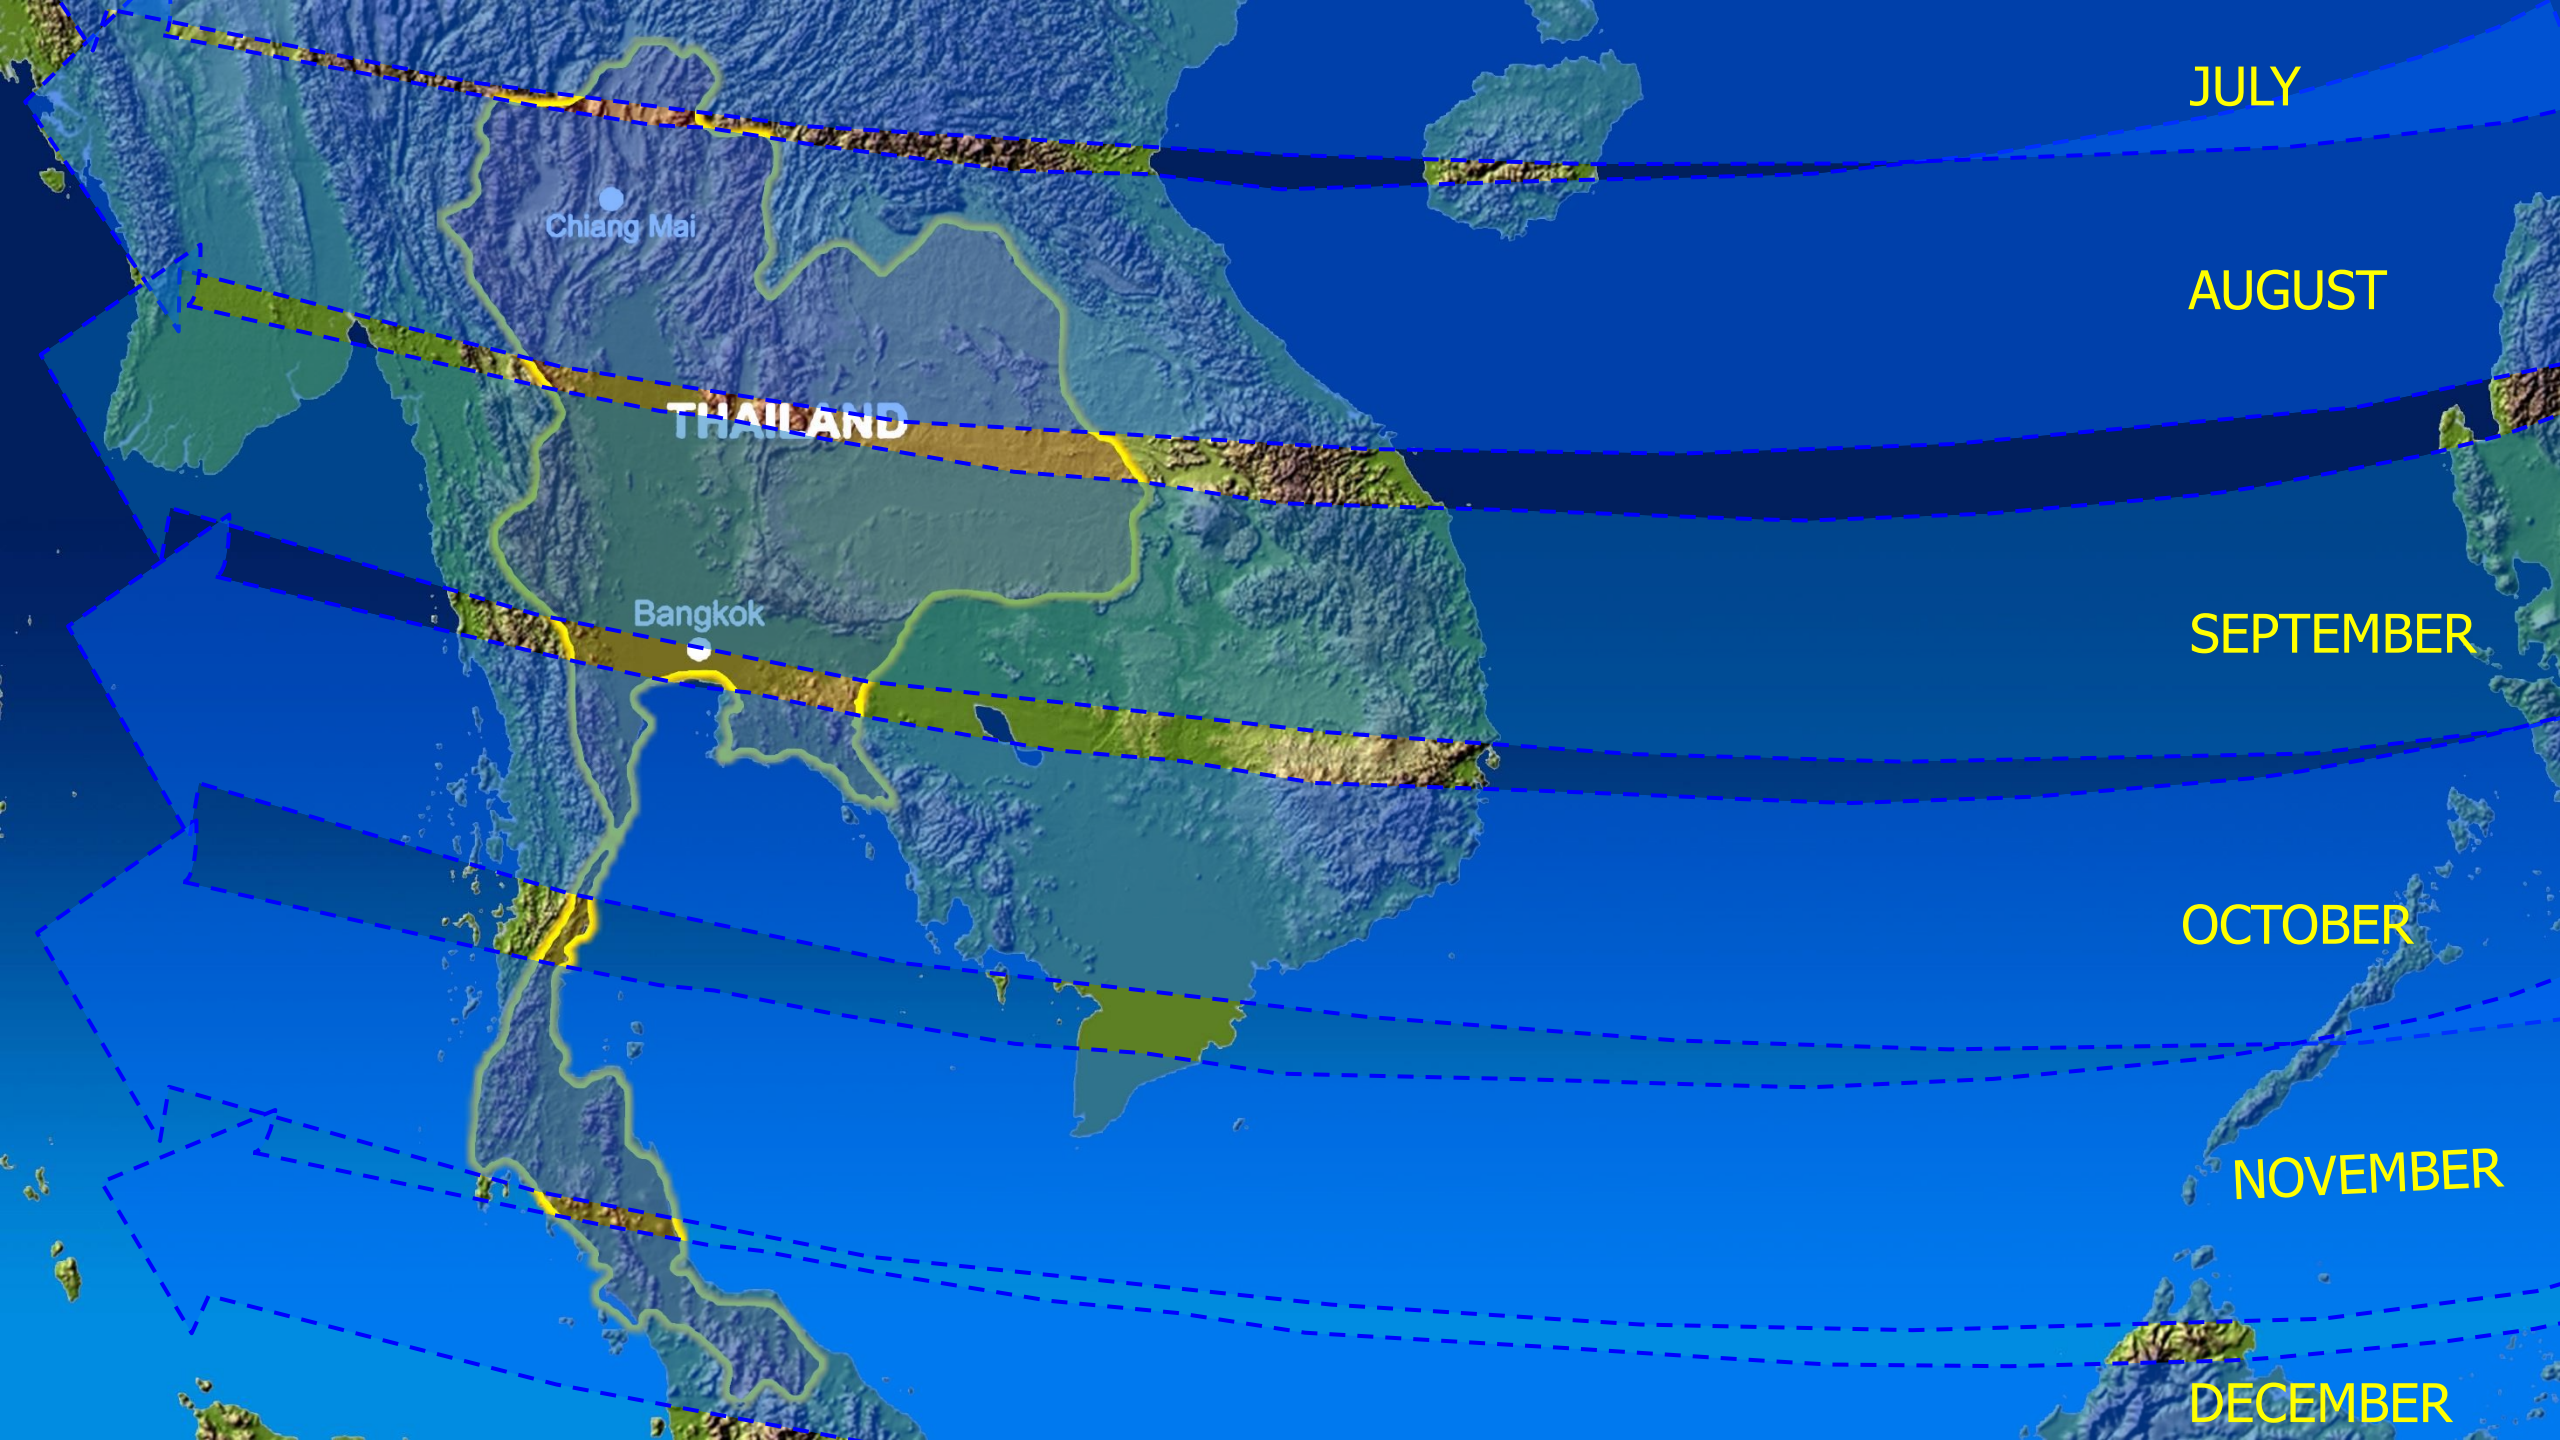 JULY
Chiang Mai
AUGUST
THAILAND
Bangkok
SEPTEMBER
OCTOBER
NOVEMBER
DECEMBER